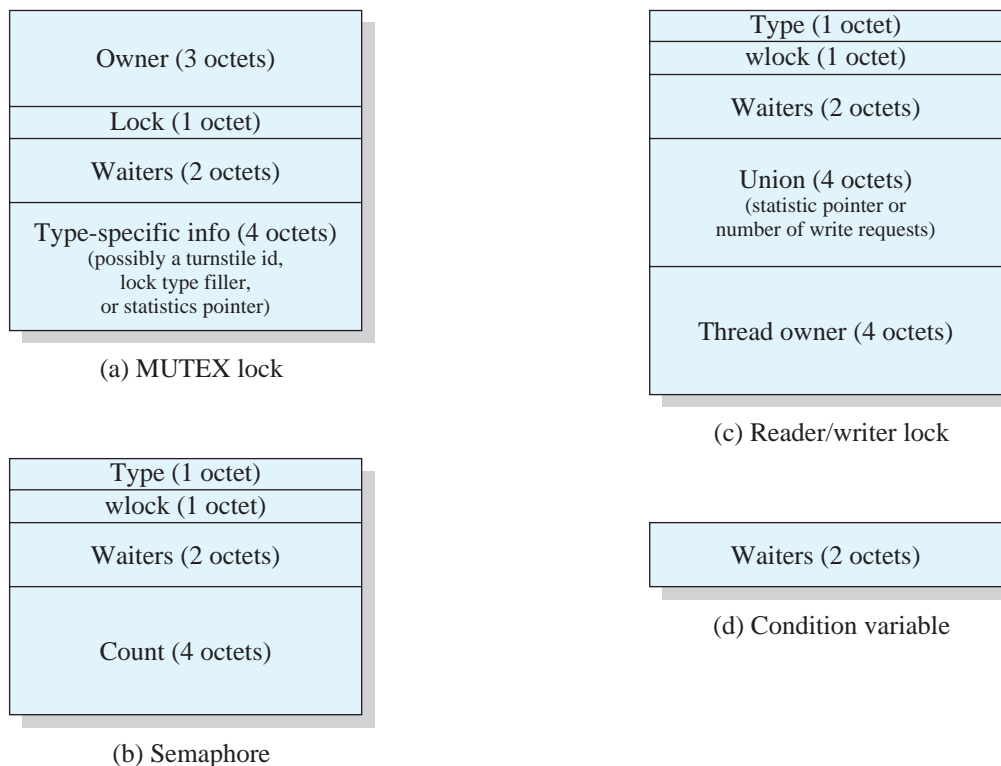 Owner (3 octets)
Lock (1 octet)
Waiters (2 octets)
Type-specific info (4 octets)
(possibly a turnstile id,
lock type filler,
or statistics pointer)
(a) MUTEX lock
Type (1 octet)
wlock (1 octet)
Waiters (2 octets)
Count (4 octets)
(b) Semaphore
Type (1 octet)
wlock (1 octet)
Waiters (2 octets)
Union (4 octets)
(statistic pointer or
number of write requests)
Thread owner (4 octets)
(c) Reader/writer lock
Waiters (2 octets)
(d) Condition variable